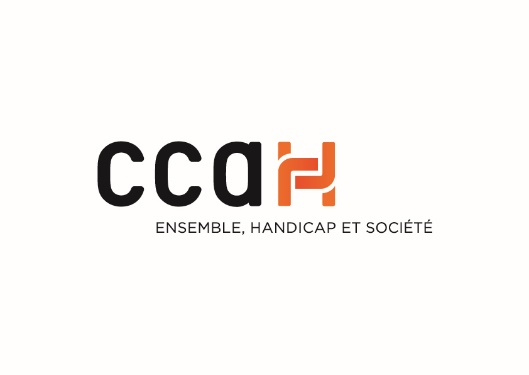 ccaH
ENSEMBLE, HANDICAP ET SOCIÉTÉ